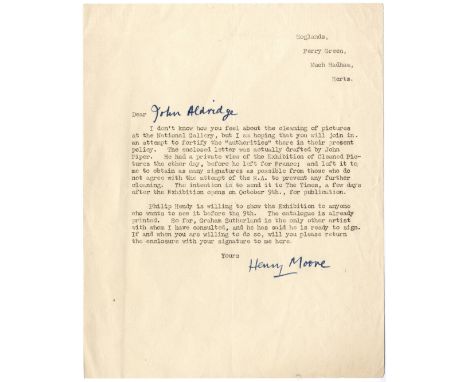 Hoglands,
Perry Green,
Much Hadham,
Herts.
Dear John Aldridge
I don't know how you feel about the cleaning of pictures
at the National Gallery, but I am hoping that you will join in
an attempt to fortify the "authorities" there in their present
policy. The enclosed letter was actually drafted by John
Piper. He had a private view of the Exhibition of Cleaned Pic-
tures the other day, before he left for France; and left it to
me to obtain as many signatures as possible from those who do
not agree with the attempt of the R.A. to prevent any further
cleaning. The intention is to send it to The Times, a few days
after the Exhibition opens on October 9th., for publication.
Philip Hendy is willing to show the Exhibition to anyone
who wants to see it before the 9th. The catalogue is already
printed. So far, Graham Sutherland is the only other artist
with whom I have consulted, and he has said he is ready to sign.
If and when you are willing to do so, will you please return
the enclosure with your signature to me here.
Yours
Henry Moore